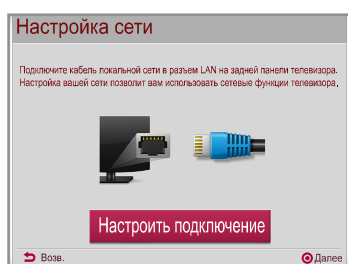 Настройка сети
Подключите кабель локальной сети в разъем LAN на задней панели телевизора.
Настройка вашей сети позволит вам использовать сетевые функции телевизора.
Настроить подключение
Возв.
Далее